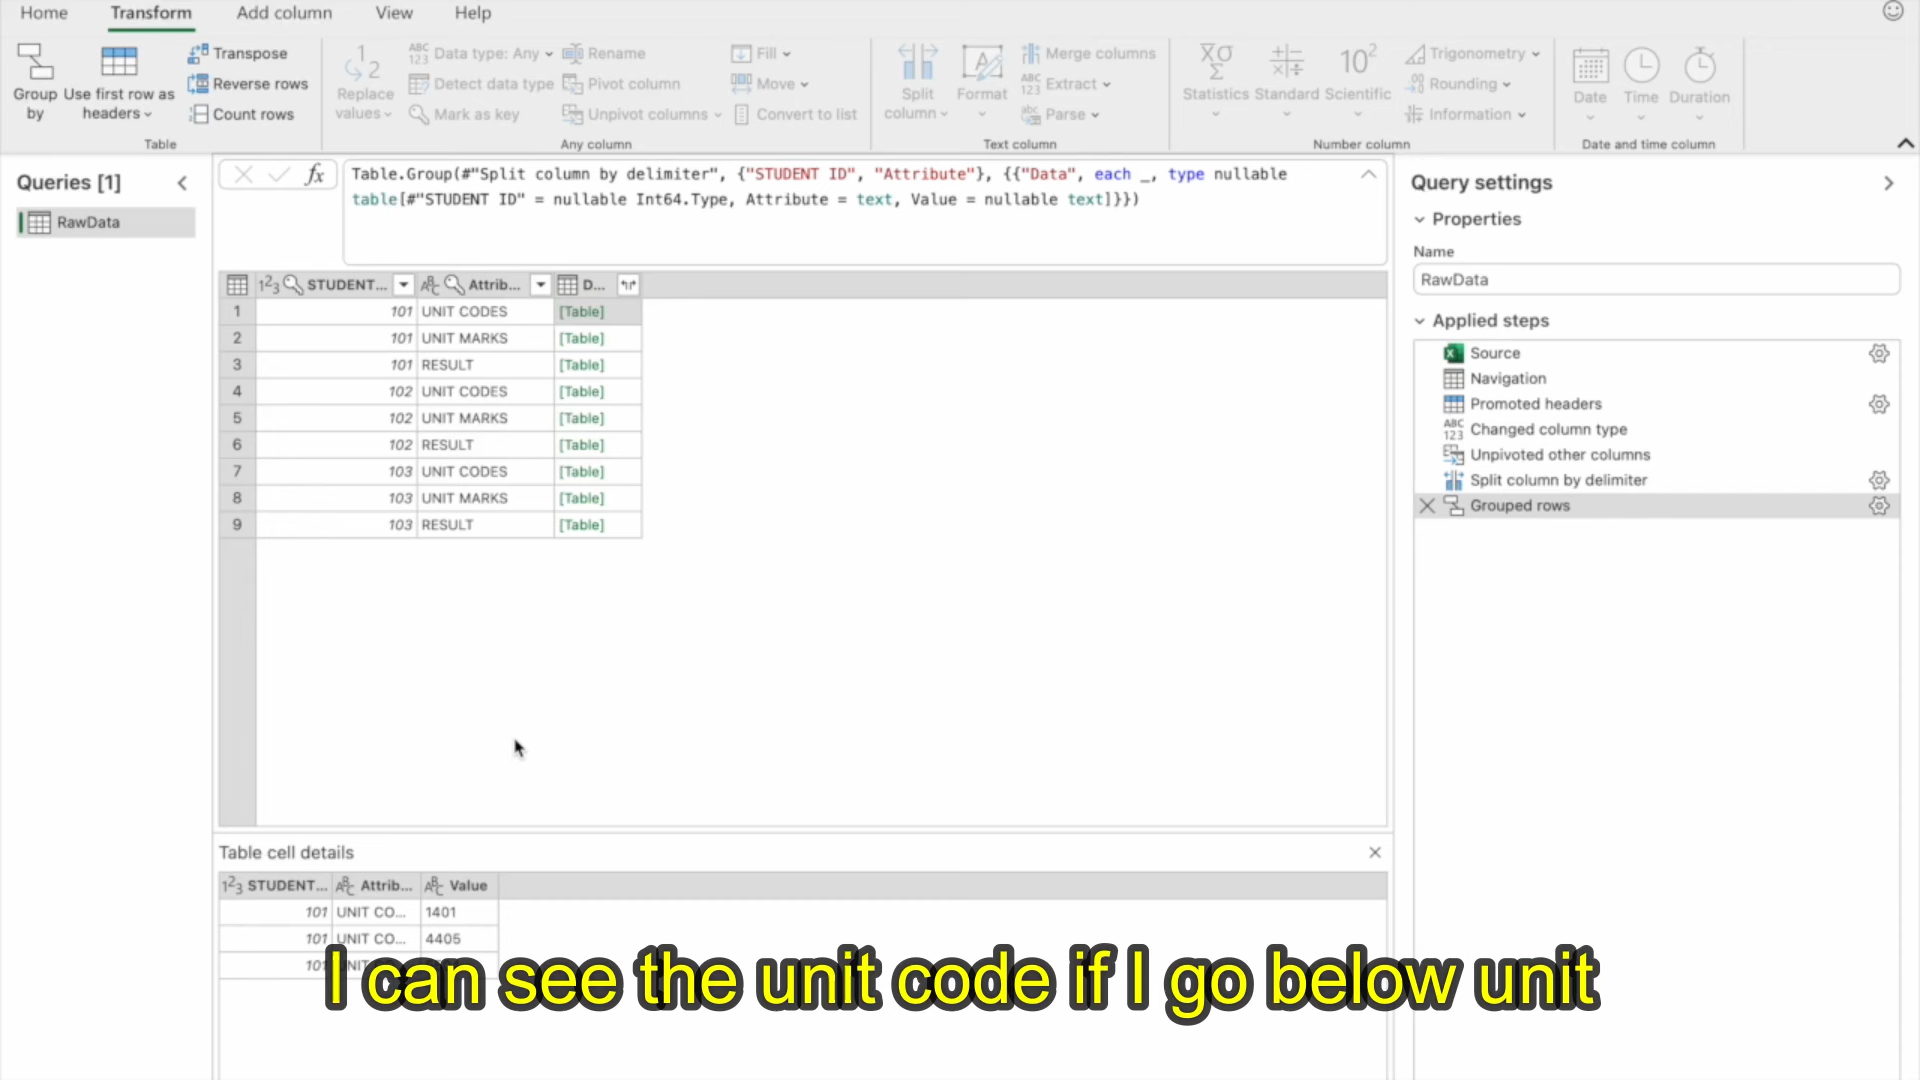 Home Transform Add column View Help
Group by
Use first row as headers
Transpose
Reverse rows
Count rows
Table
Replace values
Data type: Any
Detect data type
Mark as key
Rename
Pivot column
Unpivot columns
Fill
Move
Convert to list
Any column
Split column
Format
Merge columns
Extract
Parse
Text column
Statistics
Standard
Scientific
Trigonometry
Rounding
Information
Number column
Date
Time
Duration
Date and time column
Queries [1]
RawData
fx
Table.Group(#"Split column by delimiter", {"STUDENT ID", "Attribute"}, {{"Data", each _, type nullable
table[#"STUDENT ID" = nullable Int64.Type, Attribute = text, Value = nullable text]}})
STUDENT... Attrib... D...
1 101 UNIT CODES [Table]
2 101 UNIT MARKS [Table]
3 101 RESULT [Table]
4 102 UNIT CODES [Table]
5 102 UNIT MARKS [Table]
6 102 RESULT [Table]
7 103 UNIT CODES [Table]
8 103 UNIT MARKS [Table]
9 103 RESULT [Table]
Query settings
Properties
Name
RawData
Applied steps
Source
Navigation
Promoted headers
Changed column type
Unpivoted other columns
Split column by delimiter
Grouped rows
Table cell details
STUDENT... Attrib... Value
101 UNIT CO... 1401
101 UNIT CO... 4405
101
I can see the unit code if I go below unit